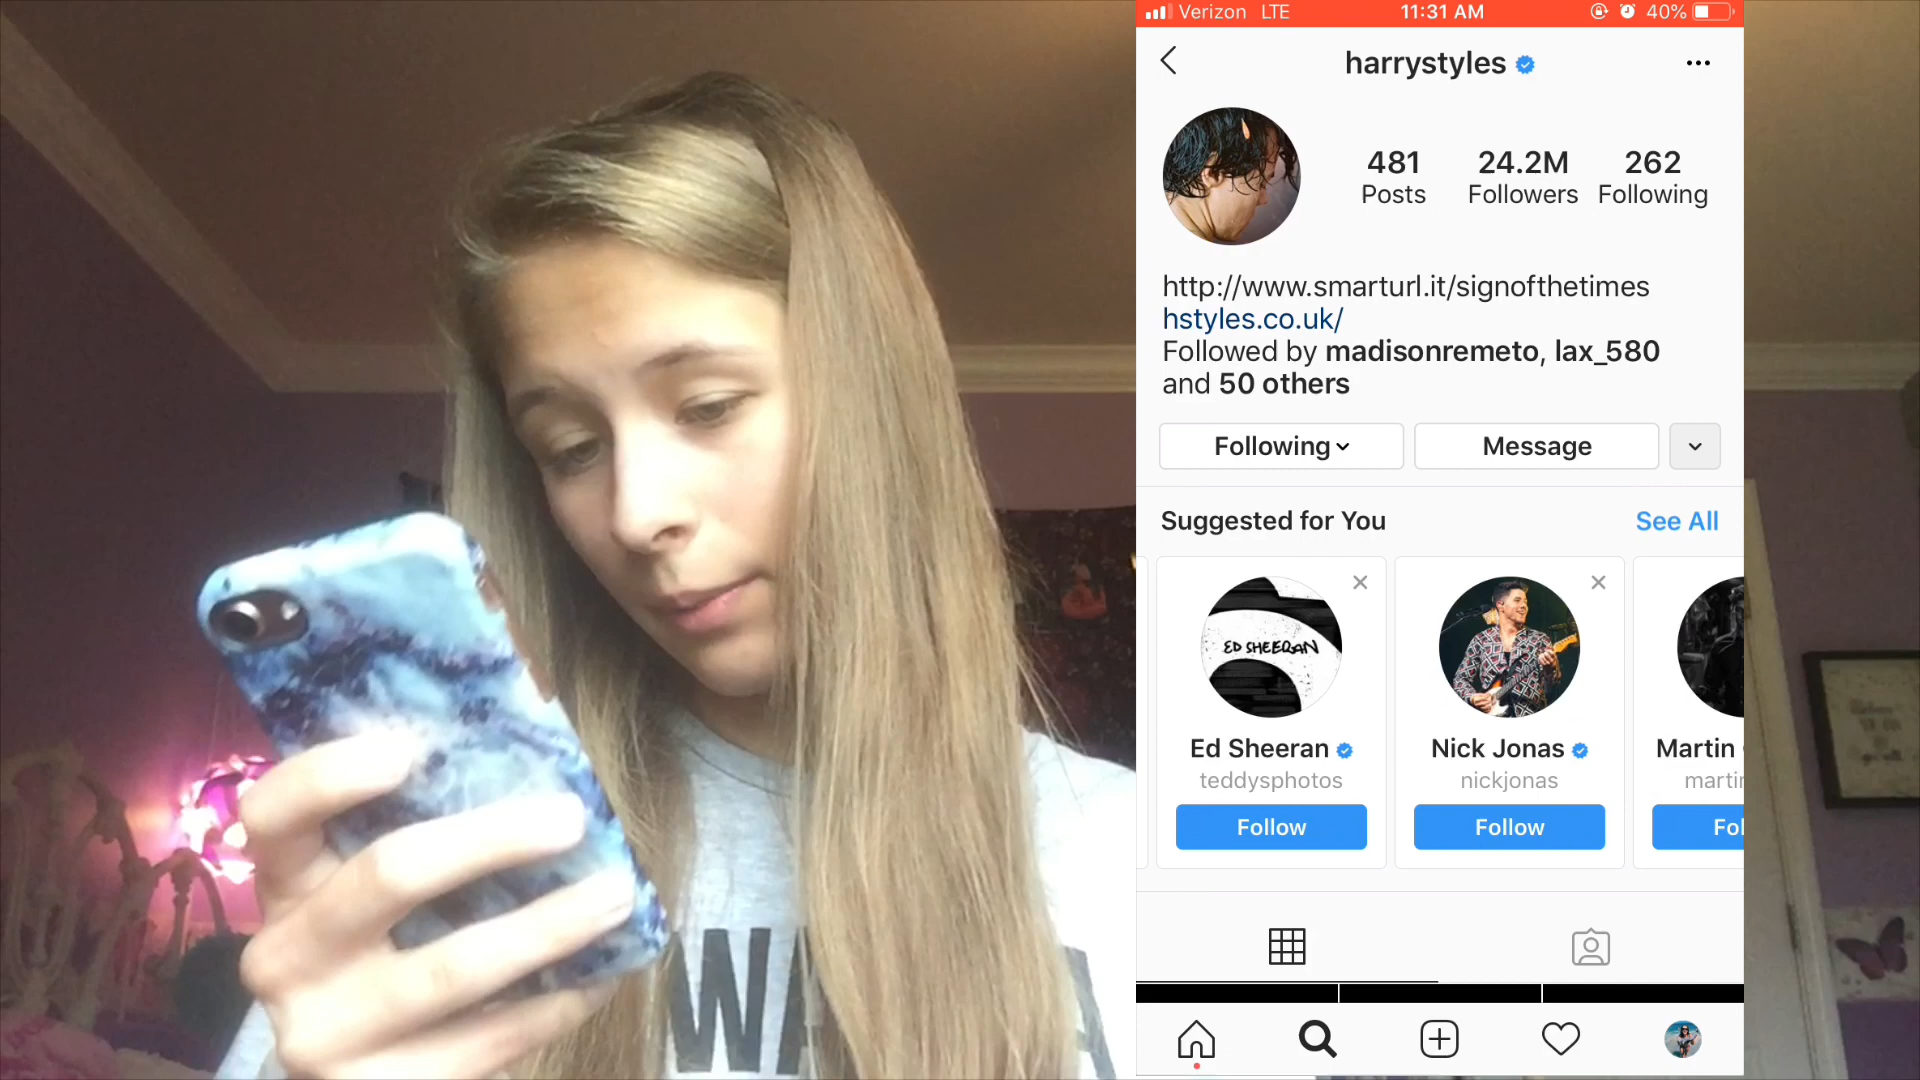 Verizon LTE 11:31 AM 40%
harrystyles
481 24.2M 262
Posts Followers Following
http://www.smarturl.it/signofthetimes
hstyles.co.uk/
Followed by madisonremeto, lax_580
and 50 others
Following Message
Suggested for You See All
ED SHEERAN
Ed Sheeran Nick Jonas Martin
teddysphotos nickjonas
Follow Follow